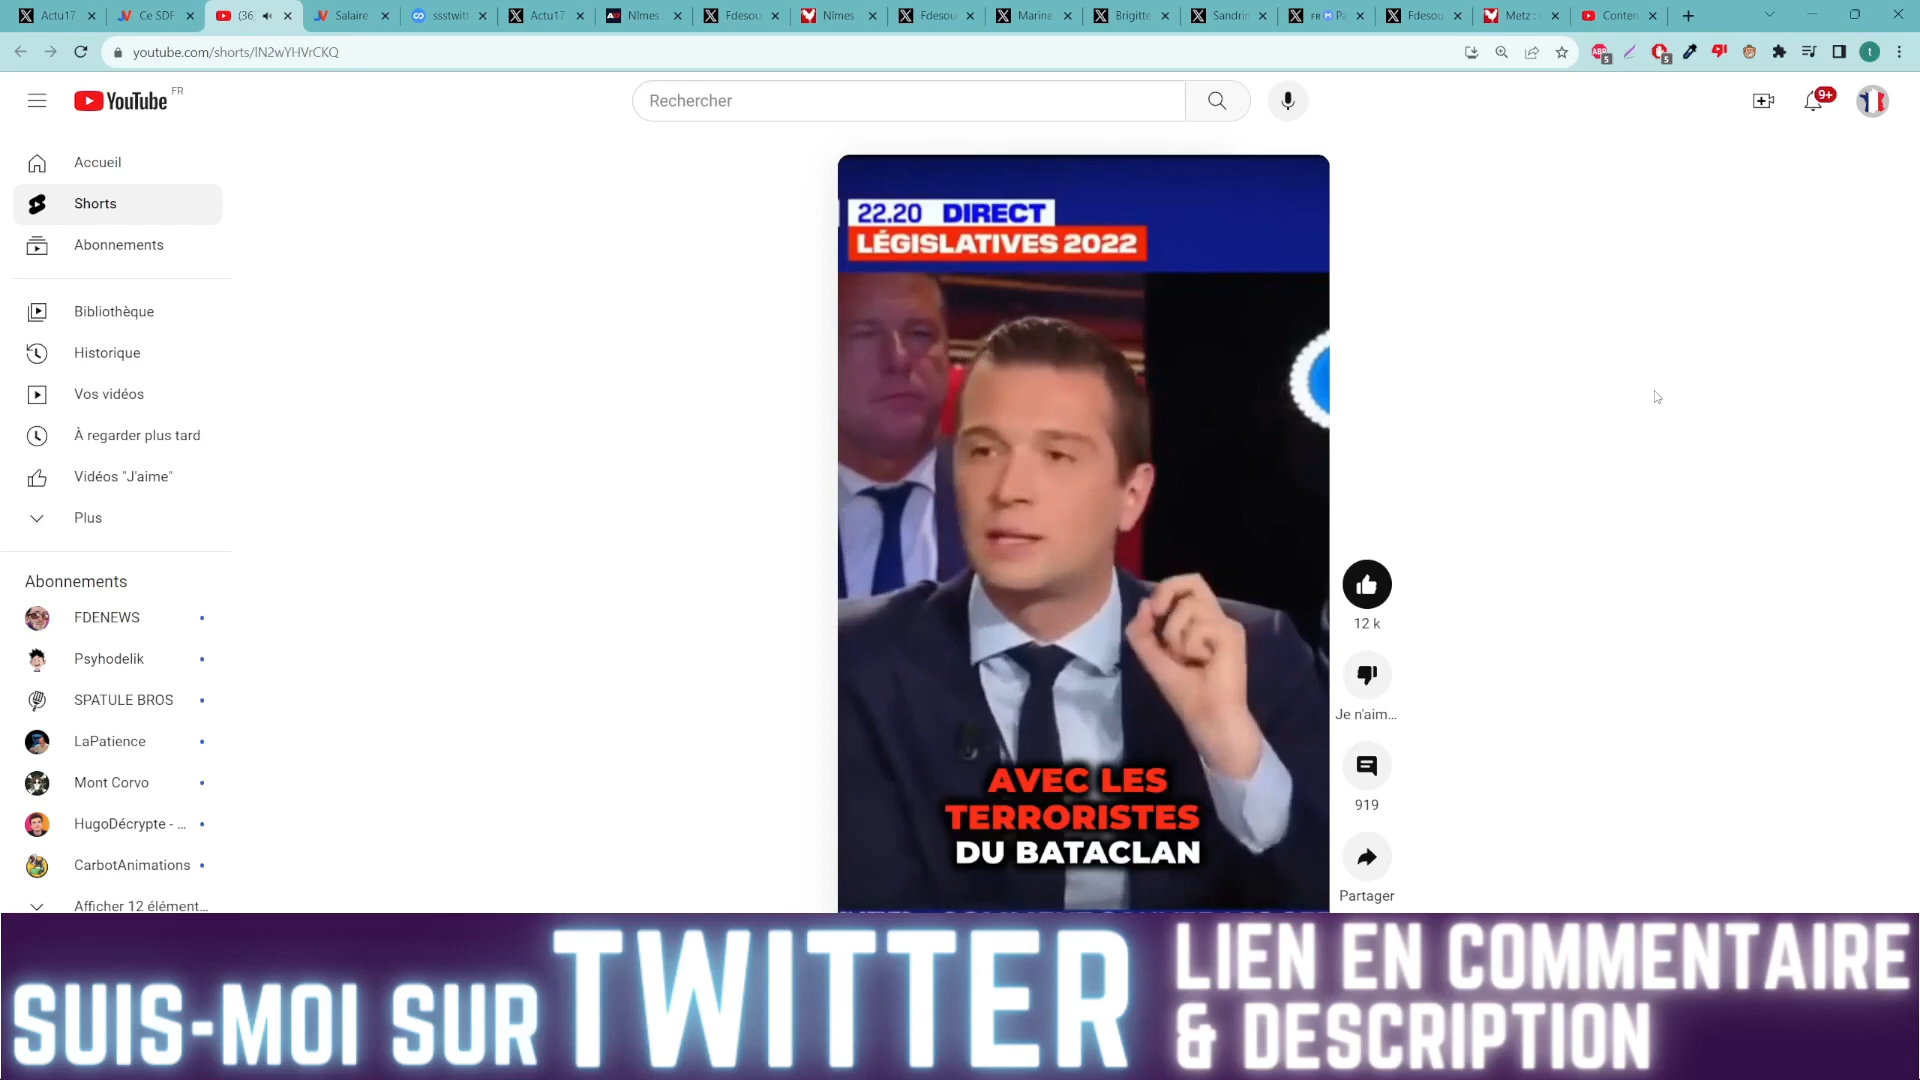 Actu17
Ce SDF
(36)
Salaire
ssstwitt
Actu17
Nîmes :
Fdesou
Nîmes
Fdesou
Marine
Brigitte
Sandrin
Fdesou
Metz :
Conten
youtube.com/shorts/lN2wYHVrCKQ
YouTube FR
Rechercher
9+
Accueil
Shorts
Abonnements
Bibliothèque
Historique
Vos vidéos
À regarder plus tard
Vidéos "J'aime"
Plus
Abonnements
FDENEWS
Psyhodelik
SPATULE BROS
LaPatience
Mont Corvo
HugoDécrypte - ...
CarbotAnimations
Afficher 12 élément...
22.20 DIRECT
LÉGISLATIVES 2022
AVEC LES
TERRORISTES
DU BATACLAN
12 k
Je n'aim...
919
Partager
SUIS-MOI SUR TWITTER
LIEN EN COMMENTAIRE
& DESCRIPTION